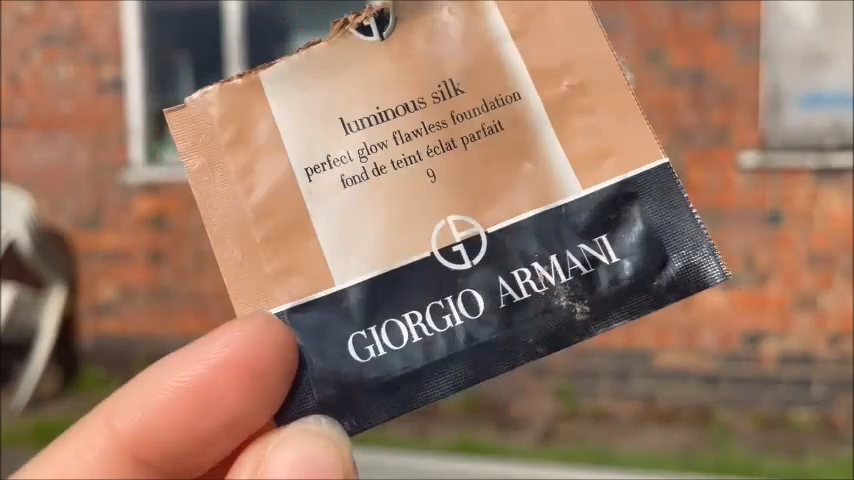 luminous silk
perfect glow flawless foundation
fond de teint éclat parfait
9
GIORGIO ARMANI